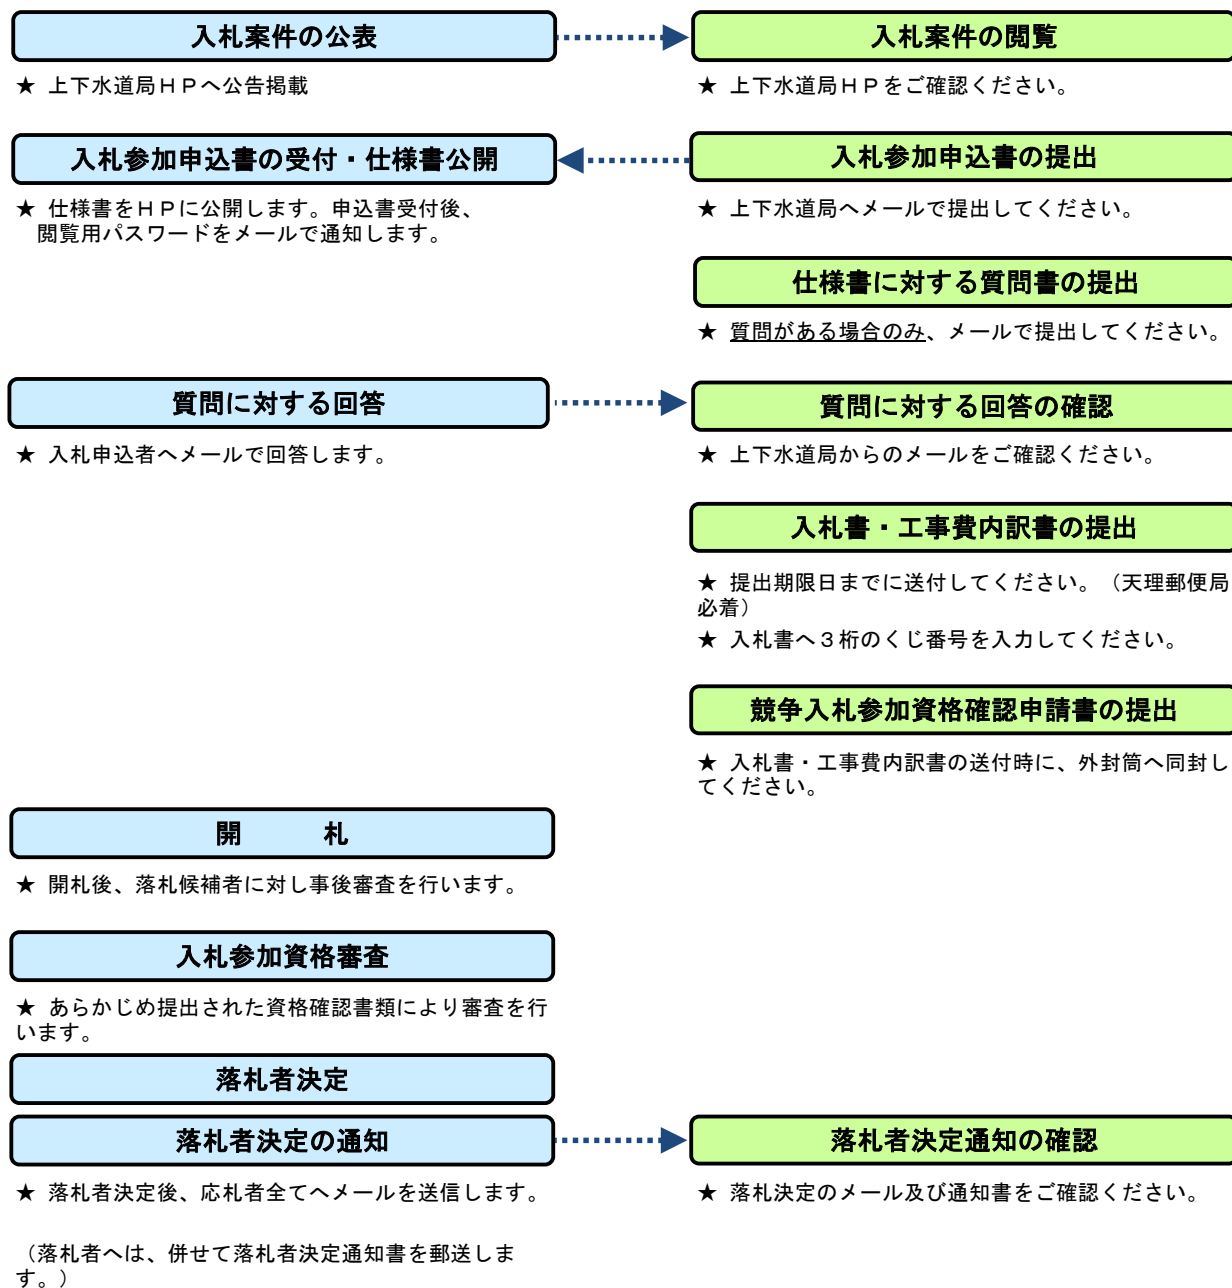 入札案件の公表
入札案件の閲覧
★ 上下水道局ＨＰへ公告掲載
★ 上下水道局ＨＰをご確認ください。
入札参加申込書の受付・仕様書公開
入札参加申込書の提出
★ 仕様書をＨＰに公開します。申込書受付後、
閲覧用パスワードをメールで通知します。
★ 上下水道局へメールで提出してください。
仕様書に対する質問書の提出
★ 質問がある場合のみ、メールで提出してください。
質問に対する回答
質問に対する回答の確認
★ 入札申込者へメールで回答します。
★ 上下水道局からのメールをご確認ください。
入札書・工事費内訳書の提出
★ 提出期限日までに送付してください。（天理郵便局
必着）
★ 入札書へ３桁のくじ番号を入力してください。
競争入札参加資格確認申請書の提出
★ 入札書・工事費内訳書の送付時に、外封筒へ同封し
てください。
開　　　札
★ 開札後、落札候補者に対し事後審査を行います。
入札参加資格審査
★ あらかじめ提出された資格確認書類により審査を行
います。
落札者決定
落札者決定の通知
落札者決定通知の確認
★ 落札者決定後、応札者全てへメールを送信します。
★ 落札決定のメール及び通知書をご確認ください。
（落札者へは、併せて落札者決定通知書を郵送しま
す。）